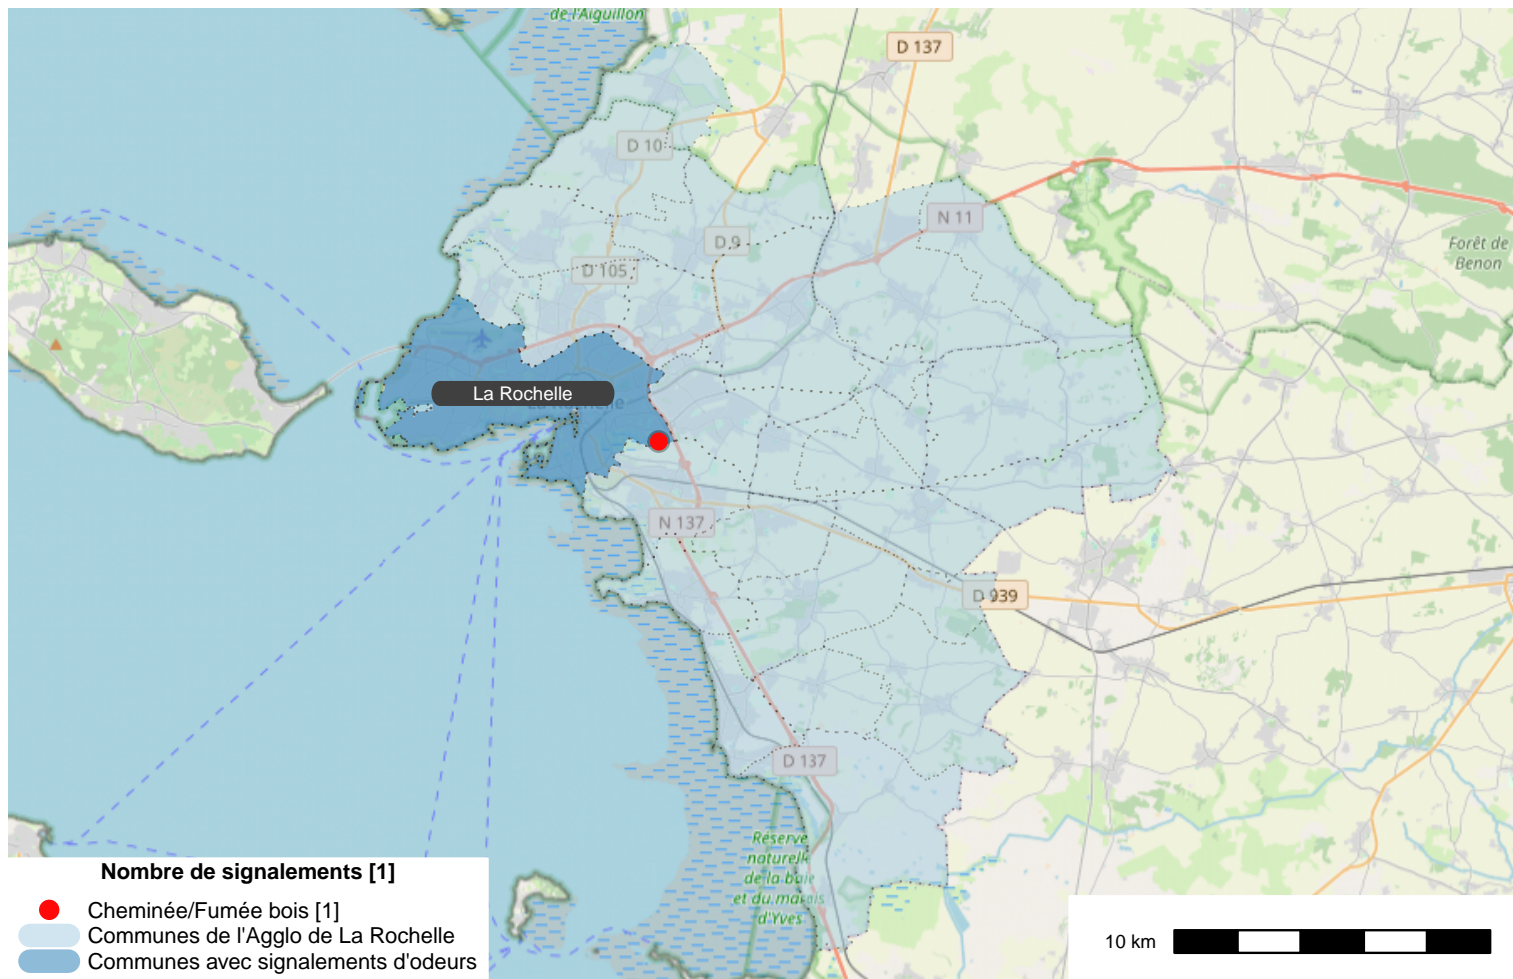 de l'Aiguillon
D 137
D 10
N 11
D 9
Forêt de
Benon
D 105
La Rochelle
N 137
D 939
D 137
Réserve
naturelle
de la baie
et du marais
d'Yves
Nombre de signalements [1]
Cheminée/Fumée bois [1]
Communes de l'Agglo de La Rochelle
Communes avec signalements d'odeurs
10 km